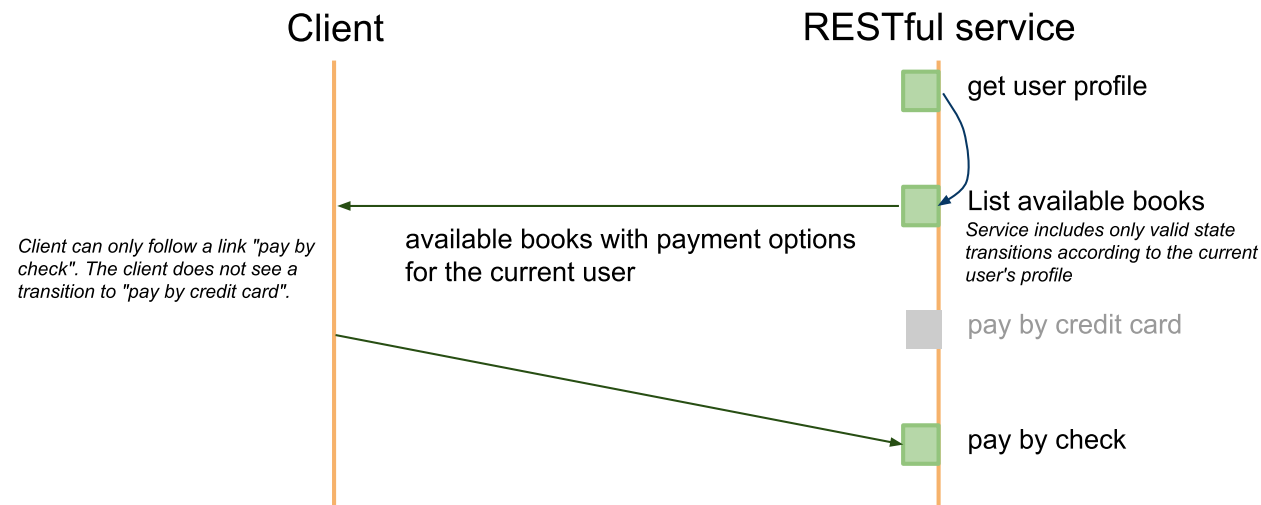 Client
RESTful service
get user profile
List available books
Service includes only valid state
transitions according to the current
user's profile
available books with payment options
for the current user
Client can only follow a link "pay by
check". The client does not see a
transition to "pay by credit card".
pay by credit card
pay by check